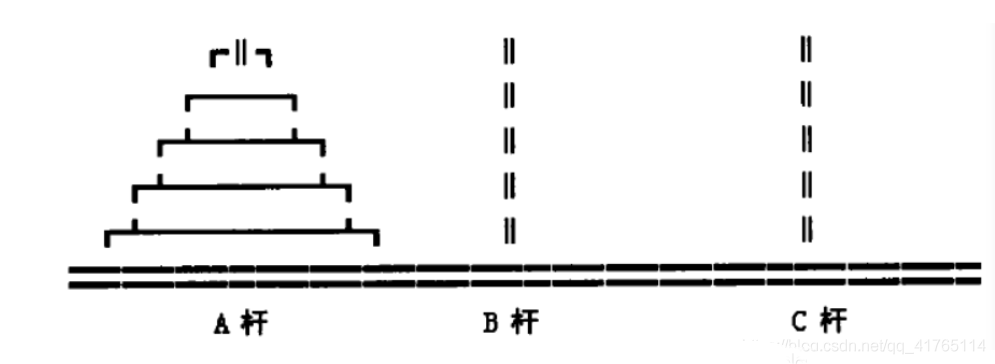 A 杆 B 杆 C 杆
https://blog.csdn.net/qq_41765114